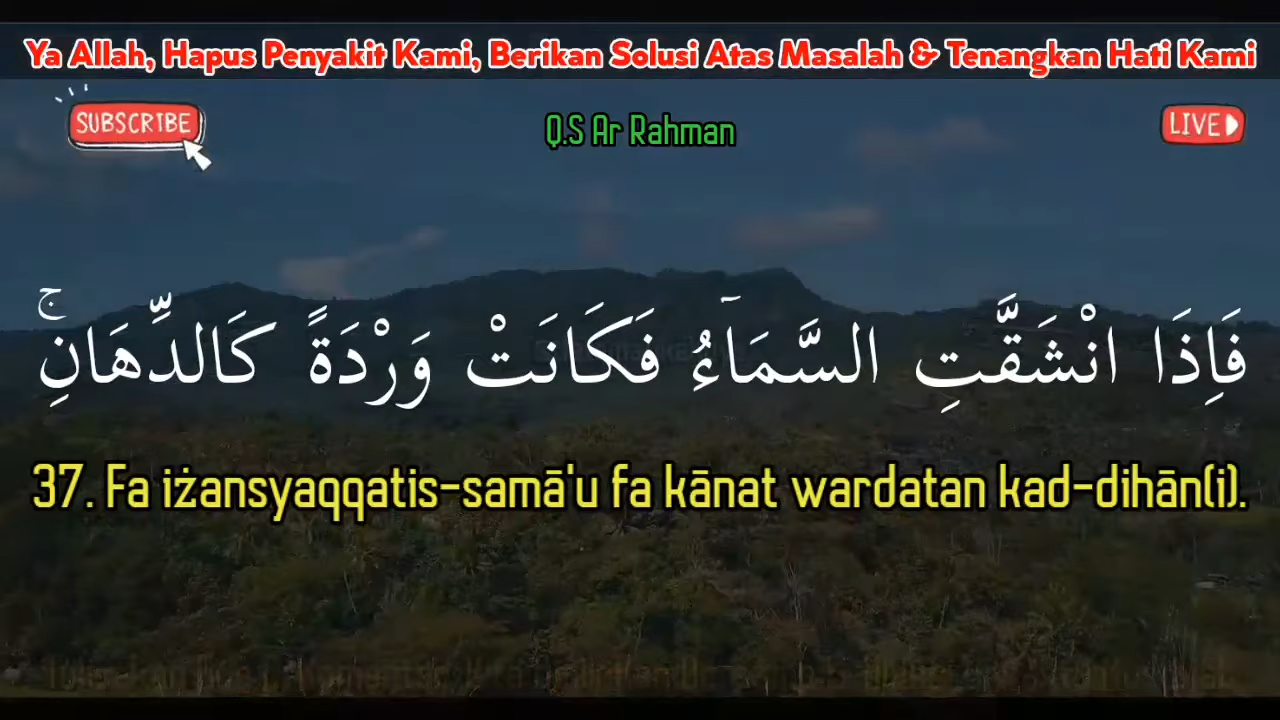 Ya Allah, Hapus Penyakit Kami, Berikan Solusi Atas Masalah & Tenangkan Hati Kami
SUBSCRIBE
Q.S Ar Rahman
LIVE
فَاِذَا انْشَقَّتِ السَّمَاۤءُ فَكَانَتْ وَرْدَةً كَالدِّهَانِۚ
37. Fa iżansyaqqatis-samā'u fa kānat wardatan kad-dihān(i).